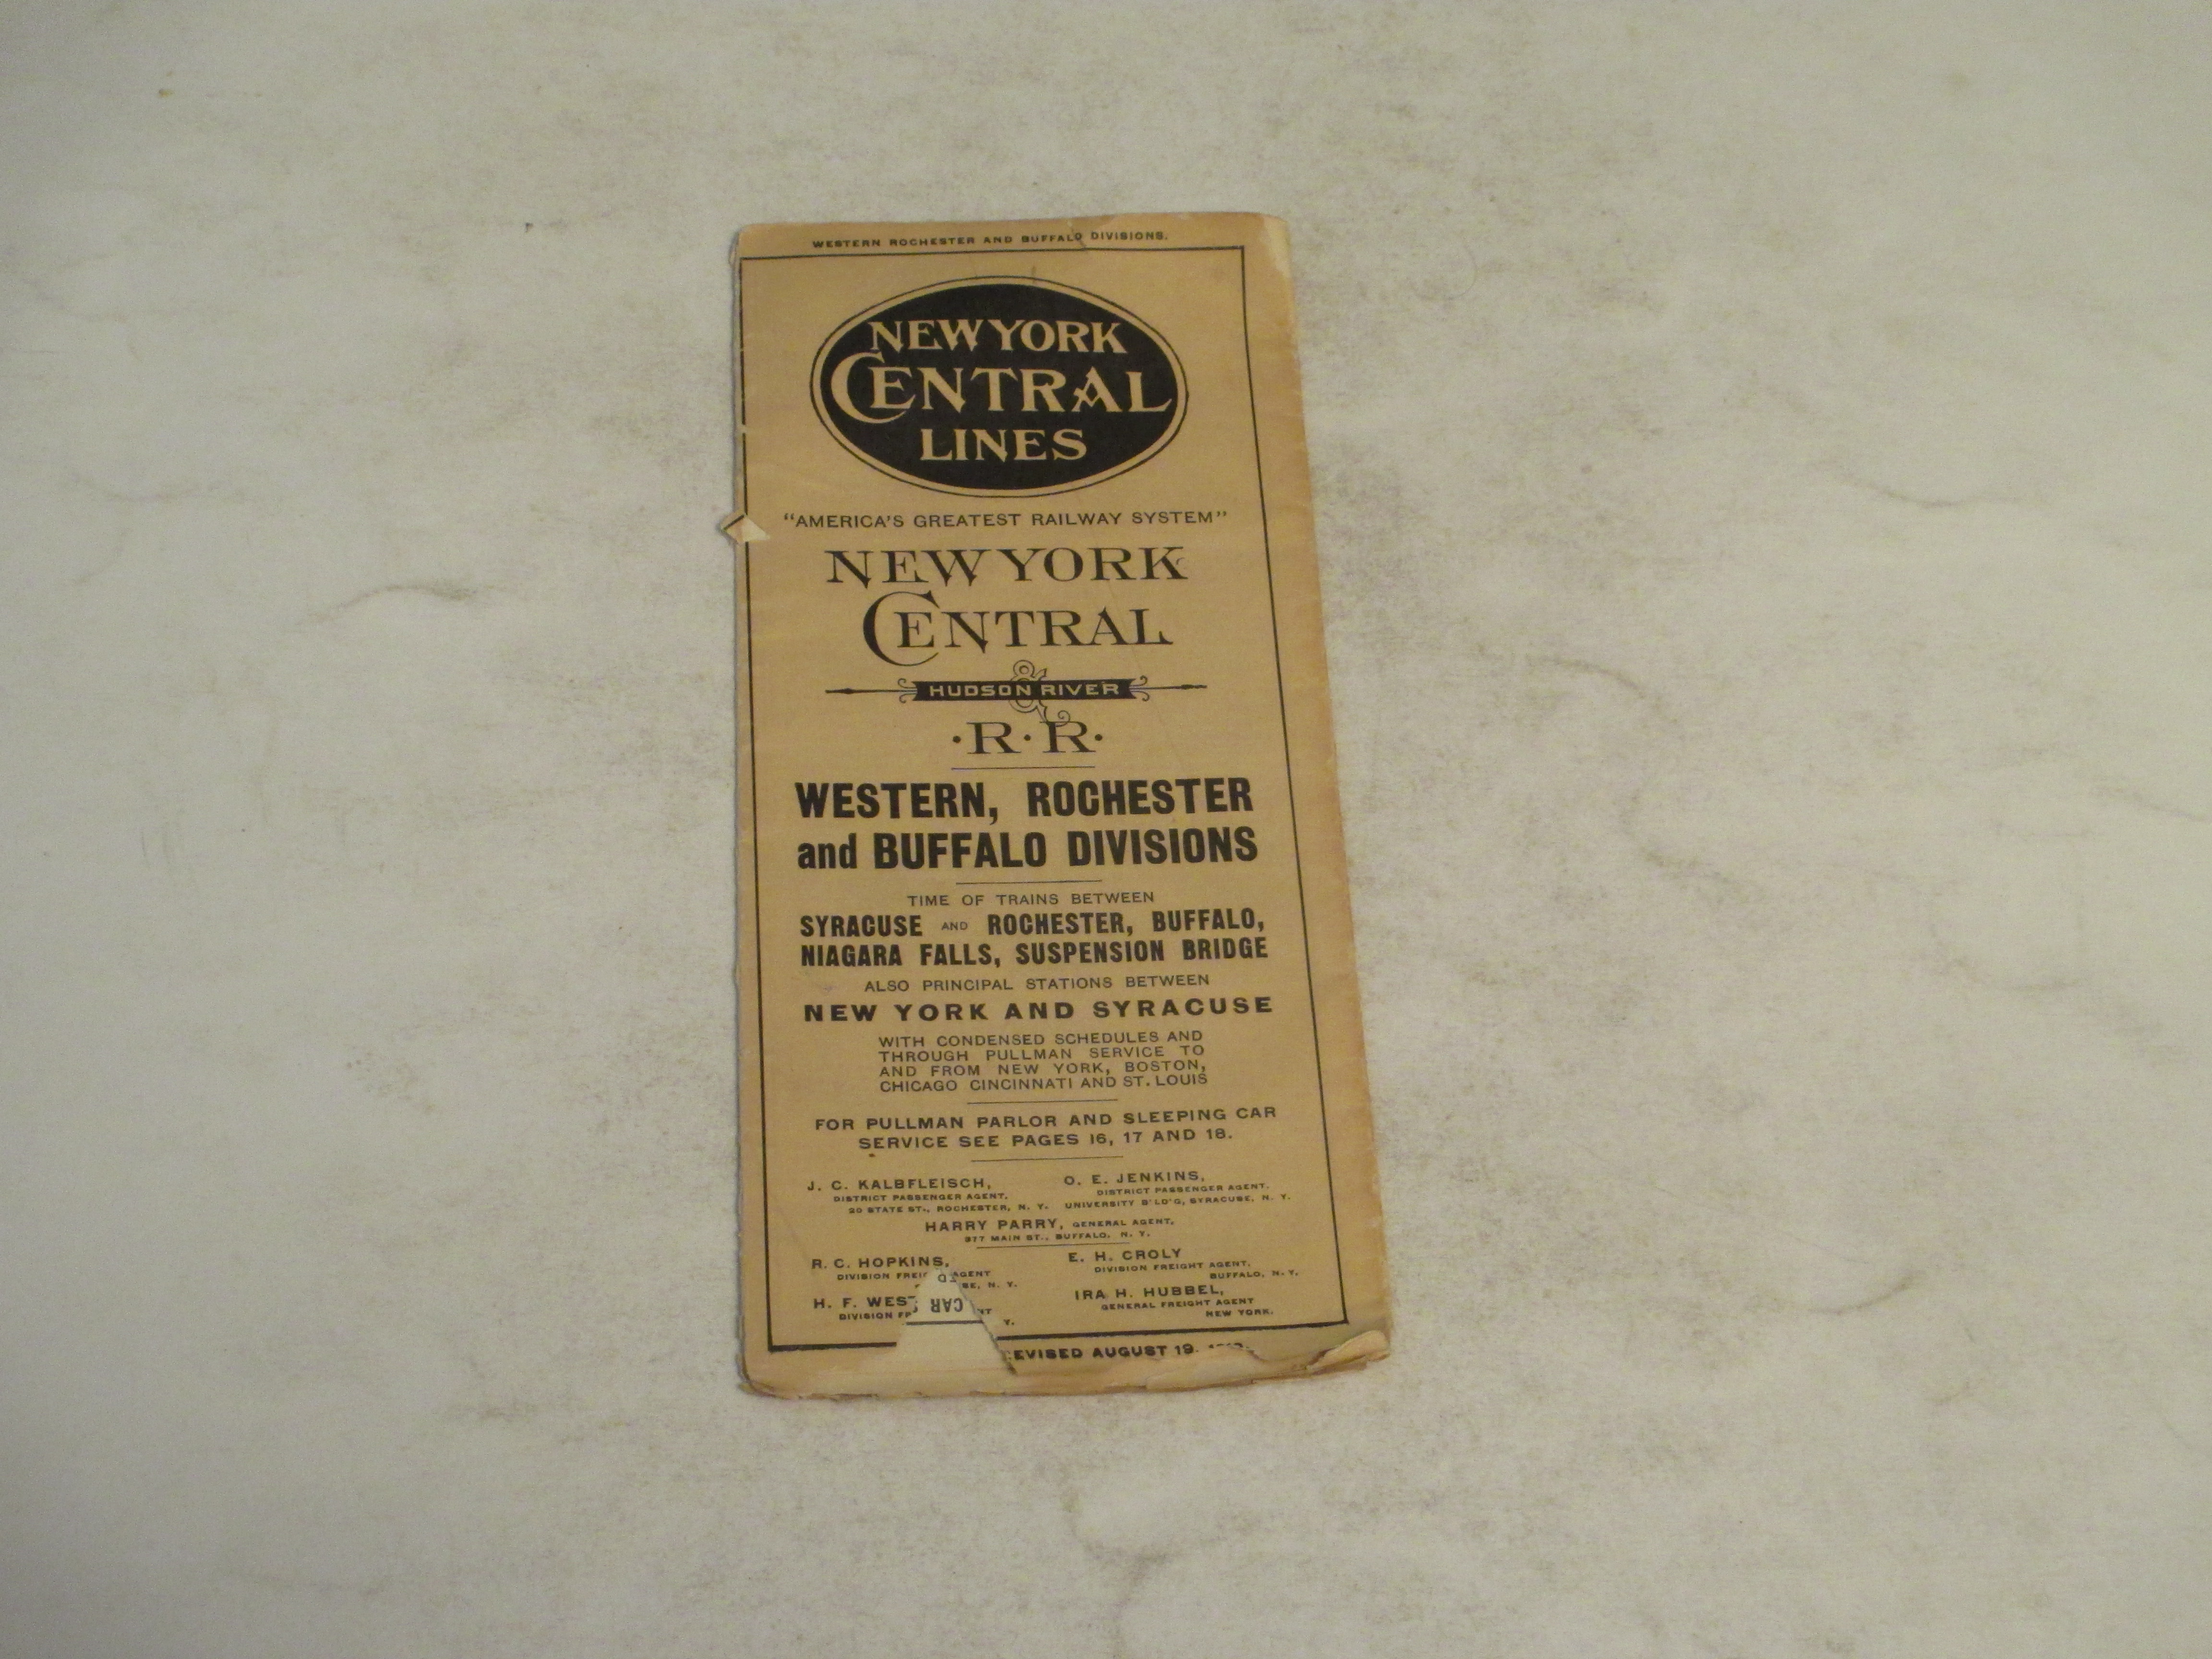 WESTERN ROCHESTER AND BUFFALO DIVISIONS.
NEW YORK
CENTRAL
LINES
"AMERICA'S GREATEST RAILWAY SYSTEM"
NEW YORK
CENTRAL
& HUDSON RIVER
·R·R·
WESTERN, ROCHESTER
and BUFFALO DIVISIONS
TIME OF TRAINS BETWEEN
SYRACUSE AND ROCHESTER, BUFFALO,
NIAGARA FALLS, SUSPENSION BRIDGE
ALSO PRINCIPAL STATIONS BETWEEN
NEW YORK AND SYRACUSE
WITH CONDENSED SCHEDULES AND
THROUGH PULLMAN SERVICE TO
AND FROM NEW YORK, BOSTON,
CHICAGO CINCINNATI AND ST. LOUIS
FOR PULLMAN PARLOR AND SLEEPING CAR
SERVICE SEE PAGES 16, 17 AND 18.
J. C. KALBFLEISCH,
DISTRICT PASSENGER AGENT,
20 STATE ST., ROCHESTER, N. Y.
O. E. JENKINS,
DISTRICT PASSENGER AGENT,
UNIVERSITY B'LD'G, SYRACUSE, N. Y.
HARRY PARRY, GENERAL AGENT,
377 MAIN ST., BUFFALO, N. Y.
R. C. HOPKINS,
DIVISION AGENT
N. Y.
E. H. CROLY
DIVISION FREIGHT AGENT,
BUFFALO, N. Y.
H. F. WES
DIVISION
CAR
IRA H. HUBBEL,
GENERAL FREIGHT AGENT
NEW YORK.
EVISED AUGUST 19.